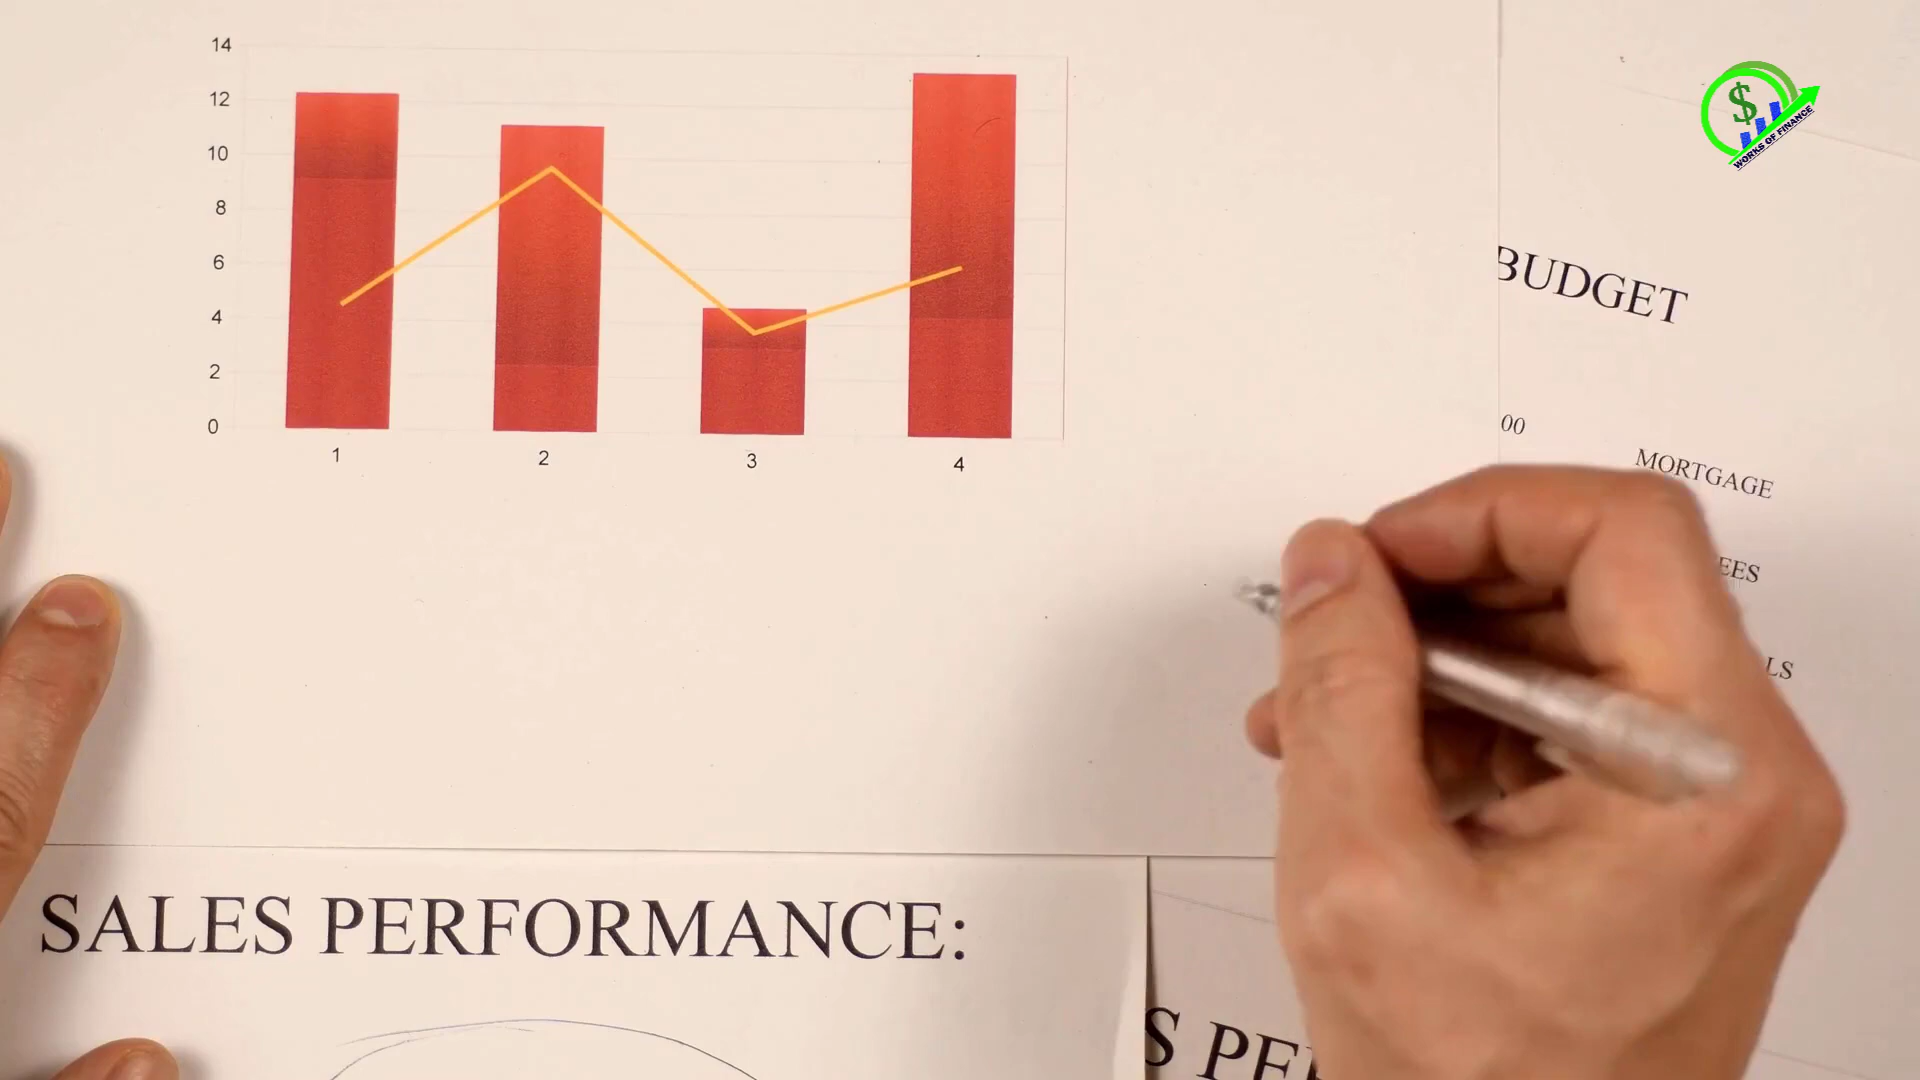 14
12
10
8
6
4
2
0
1 2 3 4
$
WORKS OF FINANCE
BUDGET
00
MORTGAGE
EES
LS
SALES PERFORMANCE:
S PE